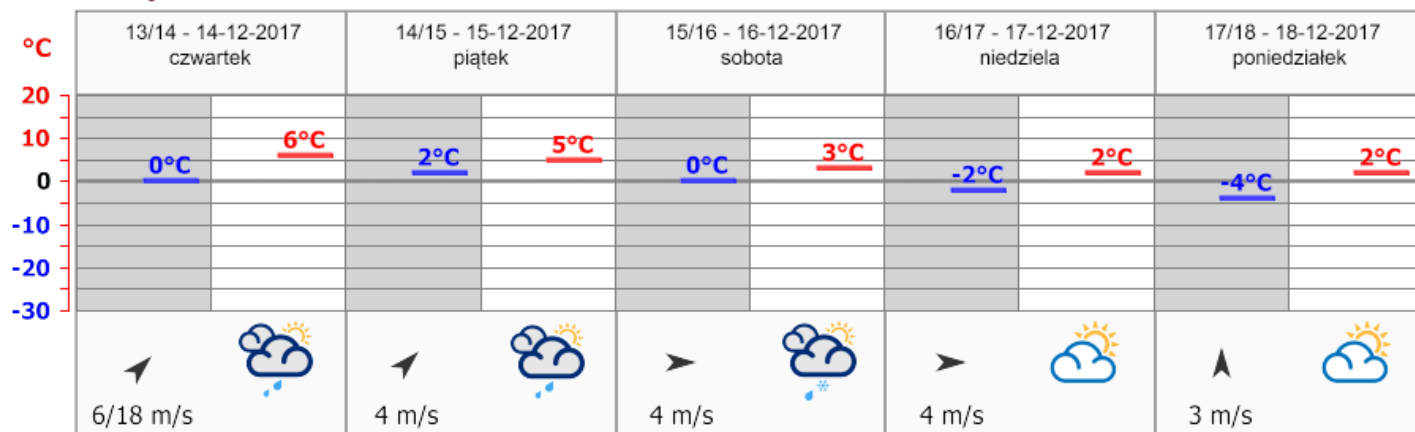 °C
13/14 - 14-12-2017
czwartek
14/15 - 15-12-2017
piątek
15/16 - 16-12-2017
sobota
16/17 - 17-12-2017
niedziela
17/18 - 18-12-2017
poniedziałek
20
10
0
-10
-20
-30
0°C
6°C
2°C
5°C
0°C
3°C
-2°C
2°C
-4°C
2°C
6/18 m/s
4 m/s
4 m/s
4 m/s
3 m/s